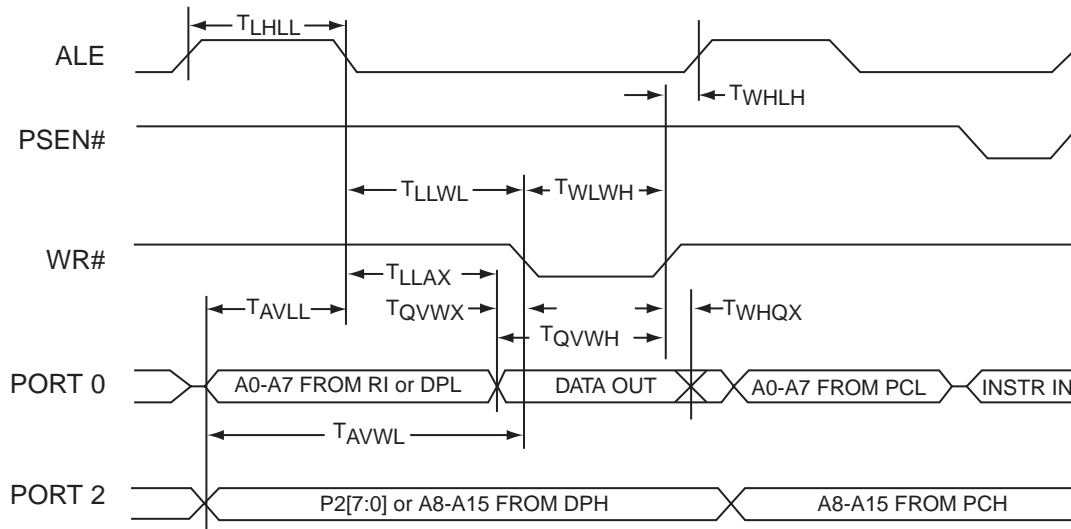 TLHLL
ALE
TWHLH
PSEN#
TLLWL
TWLWH
WR#
TLLAX
TAVLL
TQVWX
TWHQX
TQVWH
PORT 0
A0-A7 FROM RI or DPL
DATA OUT
A0-A7 FROM PCL
INSTR IN
TAVWL
PORT 2
P2[7:0] or A8-A15 FROM DPH
A8-A15 FROM PCH